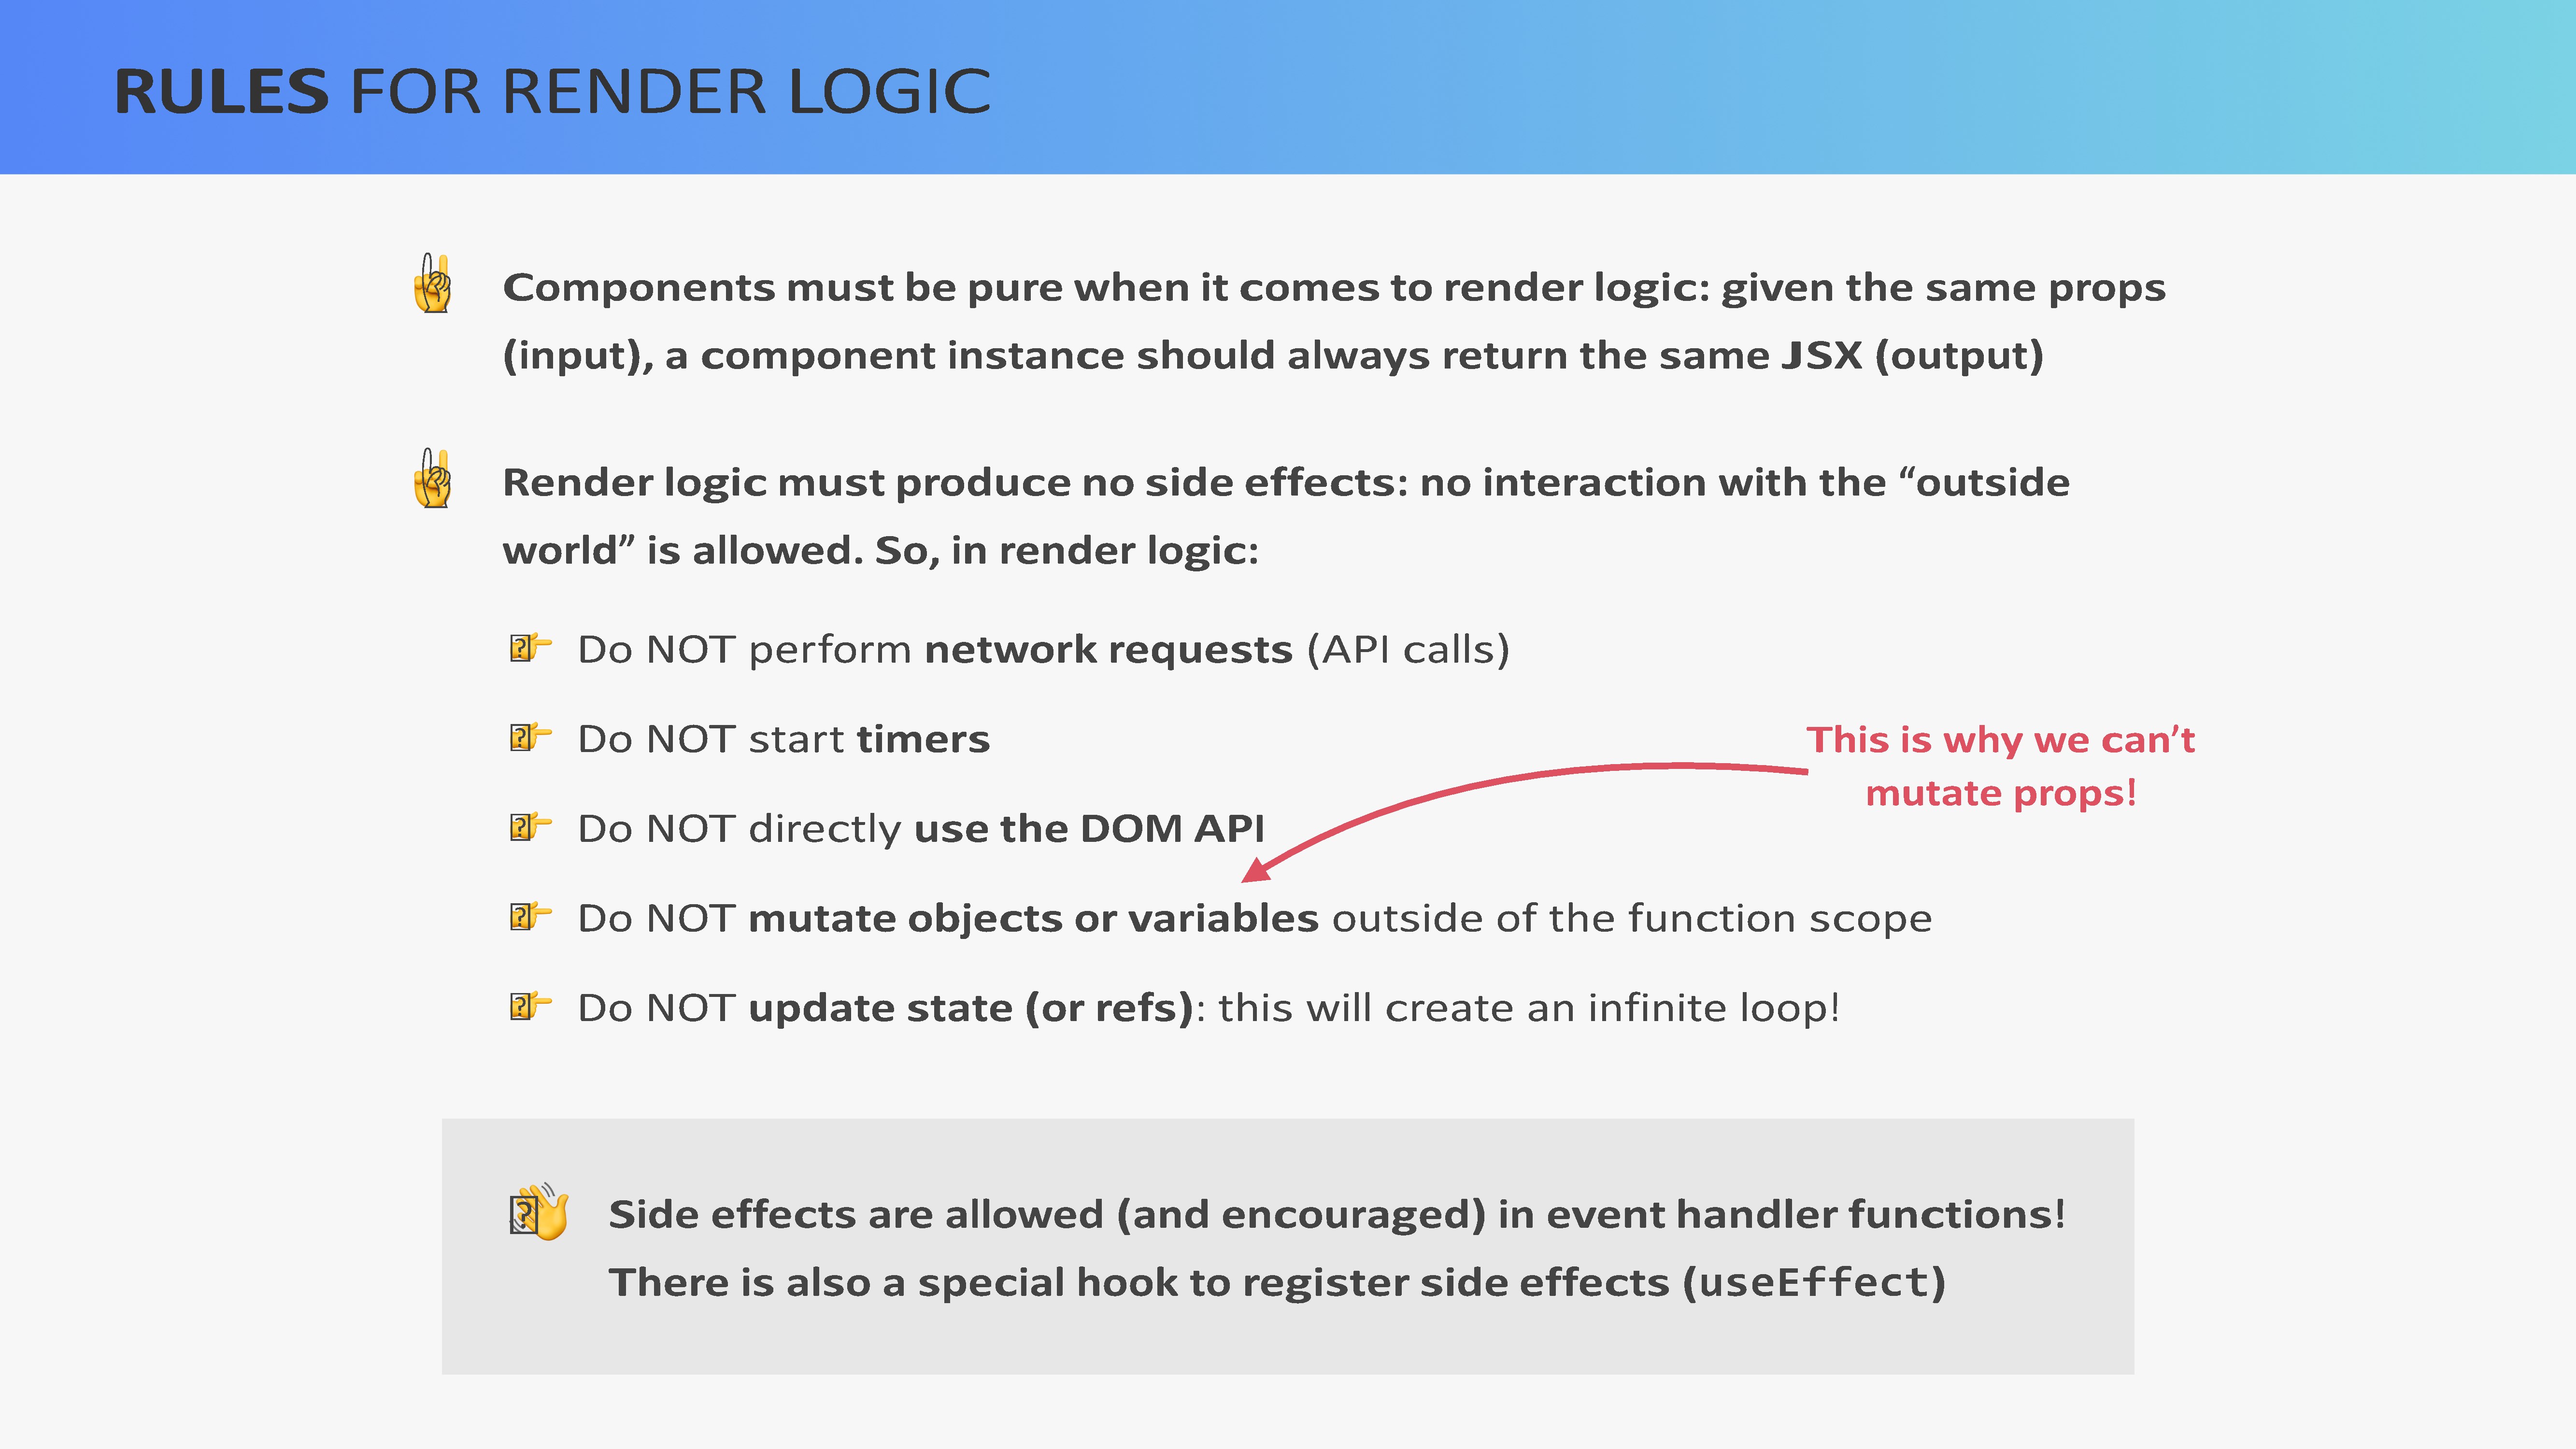 RULES FOR RENDER LOGIC
Components must be pure when it comes to render logic: given the same props
(input), a component instance should always return the same JSX (output)
Render logic must produce no side effects: no interaction with the “outside
world” is allowed. So, in render logic:
Do NOT perform network requests (API calls)
Do NOT start timers
This is why we can’t
mutate props!
Do NOT directly use the DOM API
Do NOT mutate objects or variables outside of the function scope
Do NOT update state (or refs): this will create an infinite loop!
Side effects are allowed (and encouraged) in event handler functions!
There is also a special hook to register side effects (useEffect)